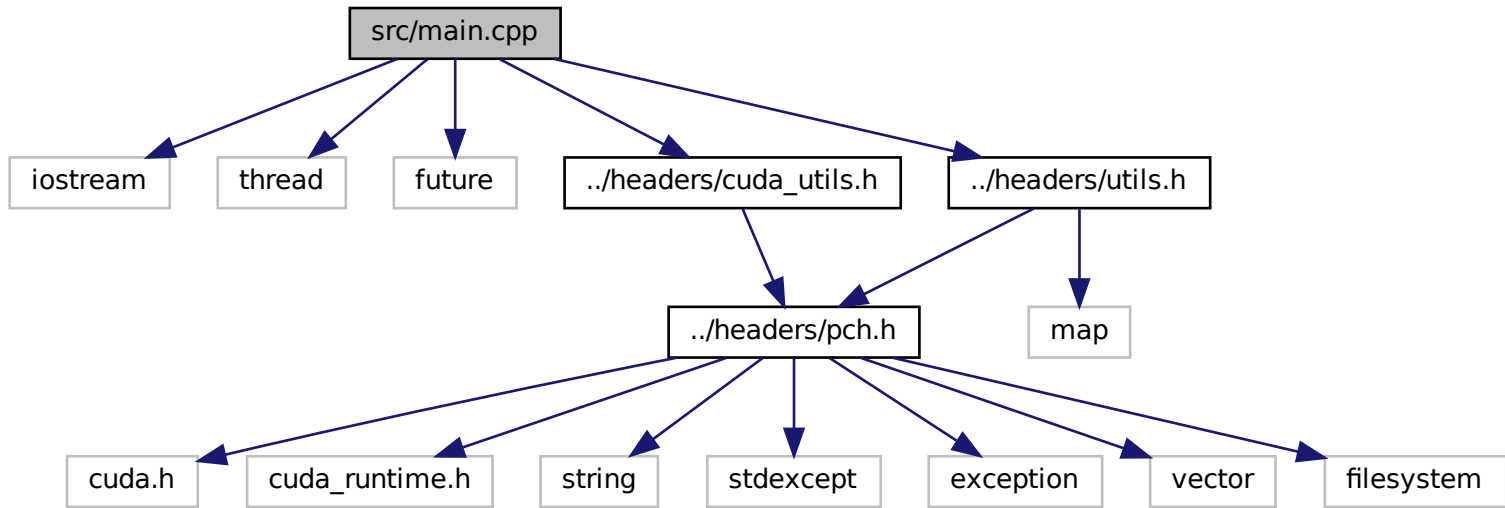 src/main.cpp
iostream
thread
future
../headers/cuda_utils.h
../headers/utils.h
../headers/pch.h
map
cuda.h
cuda_runtime.h
string
stdexcept
exception
vector
filesystem